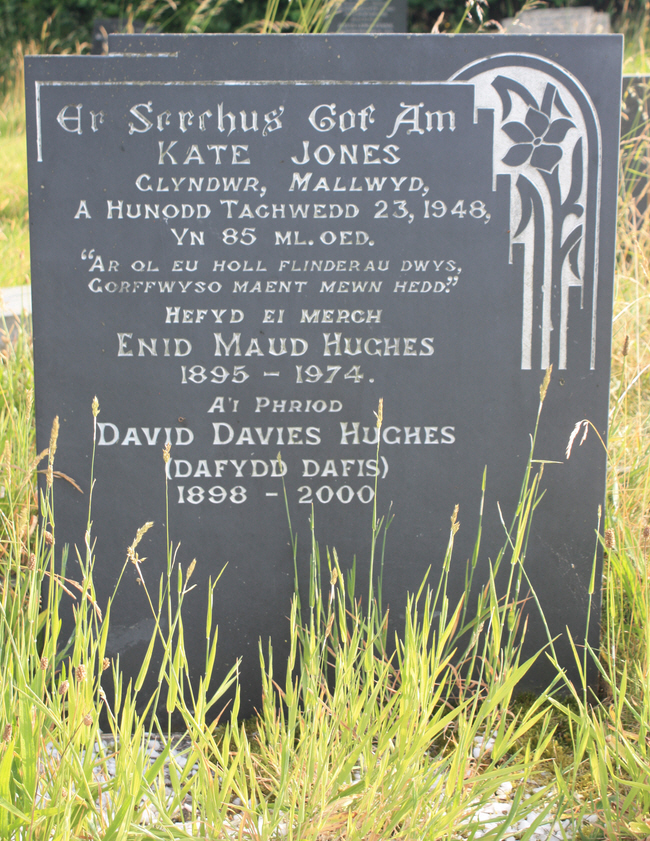 Er Serchus Gof Am
KATE JONES
GLYNDWR, MALLWYD,
A HUNODD TACHWEDD 23, 1948,
YN 85 ML. OED.
"AR OL EU HOLL FLINDERAU DWYS,
GORFFWYSO MAENT MEWN HEDD."
HEFYD EI MERCH
ENID MAUD HUGHES
1895 - 1974.
A'I PHRIOD
DAVID DAVIES HUGHES
(DAFYDD DAFIS)
1898 - 2000